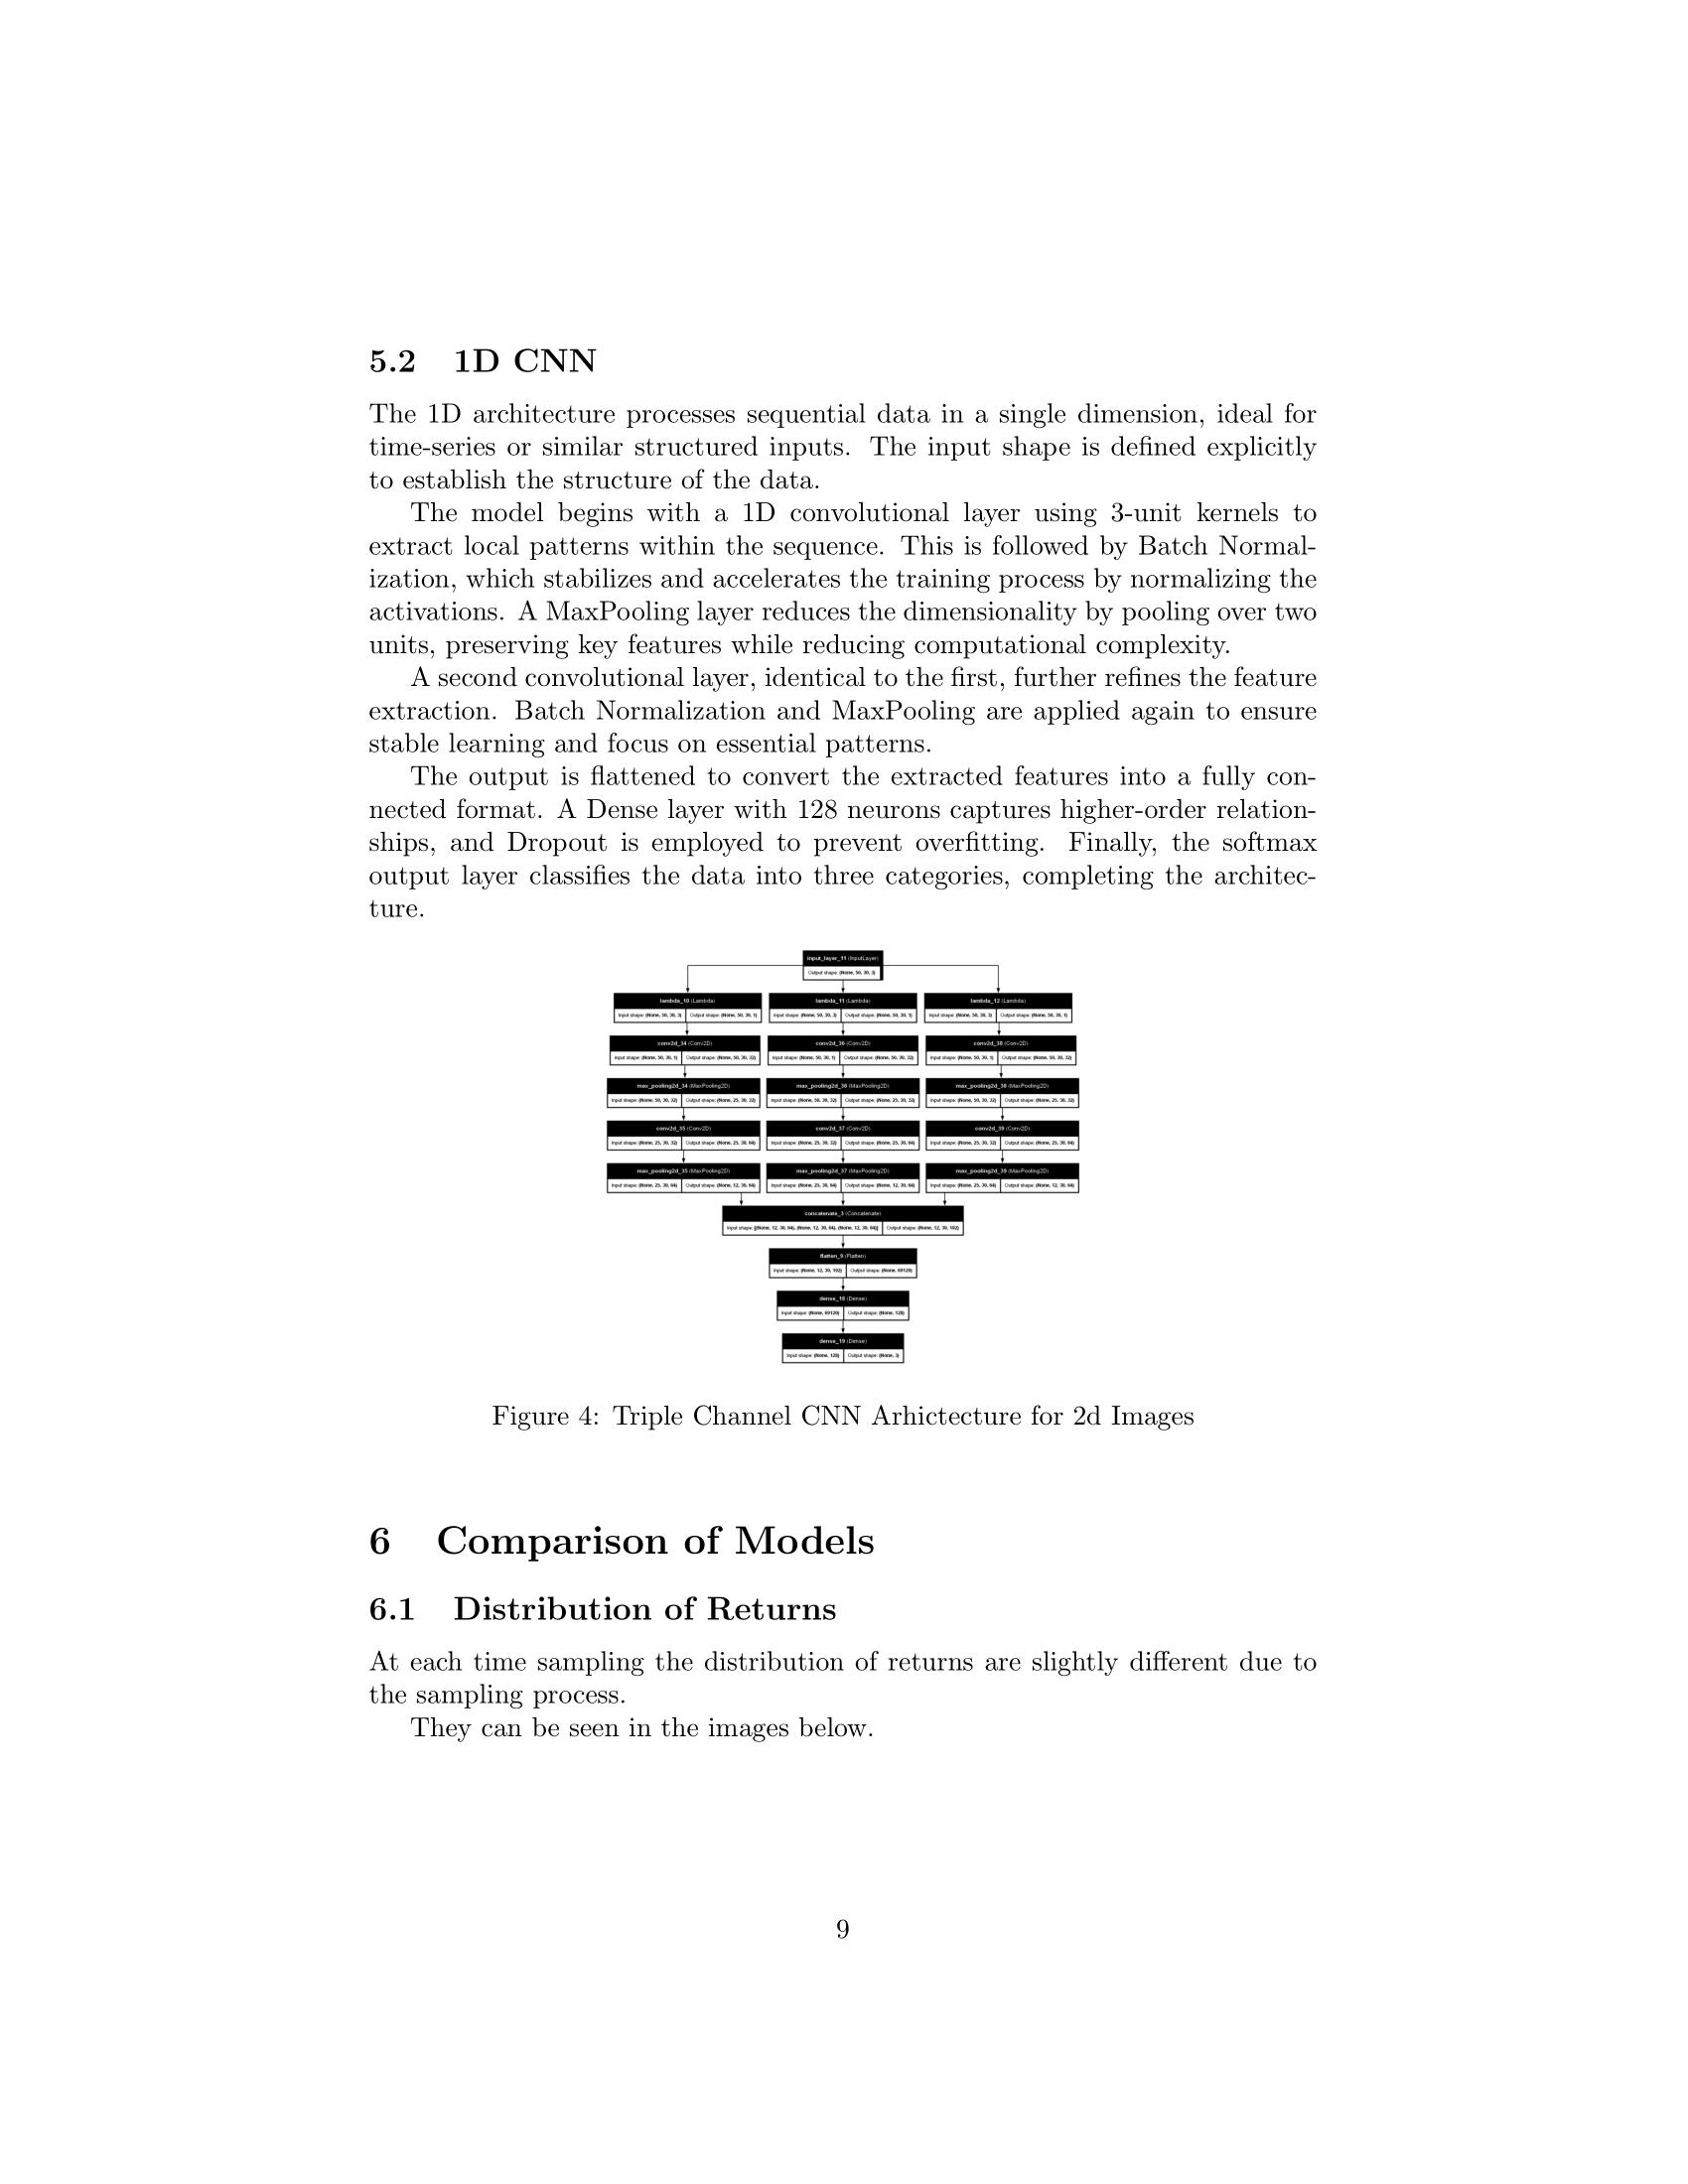 5.2 1D CNN
The 1D architecture processes sequential data in a single dimension, ideal for
time-series or similar structured inputs. The input shape is defined explicitly
to establish the structure of the data.
The model begins with a 1D convolutional layer using 3-unit kernels to
extract local patterns within the sequence. This is followed by Batch Normal-
ization, which stabilizes and accelerates the training process by normalizing the
activations. A MaxPooling layer reduces the dimensionality by pooling over two
units, preserving key features while reducing computational complexity.
A second convolutional layer, identical to the first, further refines the feature
extraction. Batch Normalization and MaxPooling are applied again to ensure
stable learning and focus on essential patterns.
The output is flattened to convert the extracted features into a fully con-
nected format. A Dense layer with 128 neurons captures higher-order relation-
ships, and Dropout is employed to prevent overfitting. Finally, the softmax
output layer classifies the data into three categories, completing the architec-
ture.
input_layer_11 (InputLayer)
Output shape: (None, 50, 30, 3)
lambda_10 (Lambda) lambda_11 (Lambda) lambda_12 (Lambda)
Input shape: (None, 50, 30, 3) Output shape: (None, 50, 30, 1) Input shape: (None, 50, 30, 3) Output shape: (None, 50, 30, 1) Input shape: (None, 50, 30, 3) Output shape: (None, 50, 30, 1)
conv2d_34 (Conv2D) conv2d_36 (Conv2D) conv2d_38 (Conv2D)
Input shape: (None, 50, 30, 1) Output shape: (None, 50, 30, 32) Input shape: (None, 50, 30, 1) Output shape: (None, 50, 30, 32) Input shape: (None, 50, 30, 1) Output shape: (None, 50, 30, 32)
max_pooling2d_34 (MaxPooling2D) max_pooling2d_36 (MaxPooling2D) max_pooling2d_38 (MaxPooling2D)
Input shape: (None, 50, 30, 32) Output shape: (None, 25, 30, 32) Input shape: (None, 50, 30, 32) Output shape: (None, 25, 30, 32) Input shape: (None, 50, 30, 32) Output shape: (None, 25, 30, 32)
conv2d_35 (Conv2D) conv2d_37 (Conv2D) conv2d_39 (Conv2D)
Input shape: (None, 25, 30, 32) Output shape: (None, 25, 30, 64) Input shape: (None, 25, 30, 32) Output shape: (None, 25, 30, 64) Input shape: (None, 25, 30, 32) Output shape: (None, 25, 30, 64)
max_pooling2d_35 (MaxPooling2D) max_pooling2d_37 (MaxPooling2D) max_pooling2d_39 (MaxPooling2D)
Input shape: (None, 25, 30, 64) Output shape: (None, 12, 30, 64) Input shape: (None, 25, 30, 64) Output shape: (None, 12, 30, 64) Input shape: (None, 25, 30, 64) Output shape: (None, 12, 30, 64)
concatenate_3 (Concatenate)
Input shape: [(None, 12, 30, 64), (None, 12, 30, 64), (None, 12, 30, 64)] Output shape: (None, 12, 30, 192)
flatten_9 (Flatten)
Input shape: (None, 12, 30, 192) Output shape: (None, 69120)
dense_18 (Dense)
Input shape: (None, 69120) Output shape: (None, 128)
dense_19 (Dense)
Input shape: (None, 128) Output shape: (None, 3)
Figure 4: Triple Channel CNN Arhictecture for 2d Images
6 Comparison of Models
6.1 Distribution of Returns
At each time sampling the distribution of returns are slightly different due to
the sampling process.
They can be seen in the images below.
9